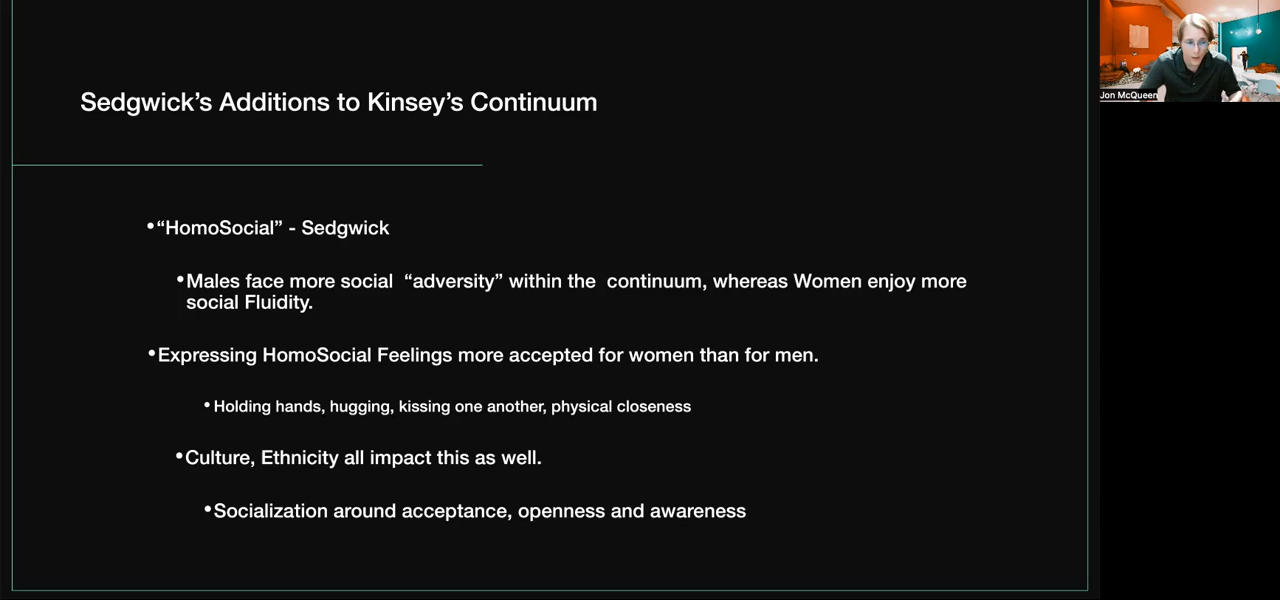 Sedgwick's Additions to Kinsey's Continuum
Jon McQueen
•"HomoSocial" - Sedgwick
•Males face more social "adversity" within the continuum, whereas Women enjoy more
social Fluidity.
•Expressing HomoSocial Feelings more accepted for women than for men.
•Holding hands, hugging, kissing one another, physical closeness
•Culture, Ethnicity all impact this as well.
•Socialization around acceptance, openness and awareness